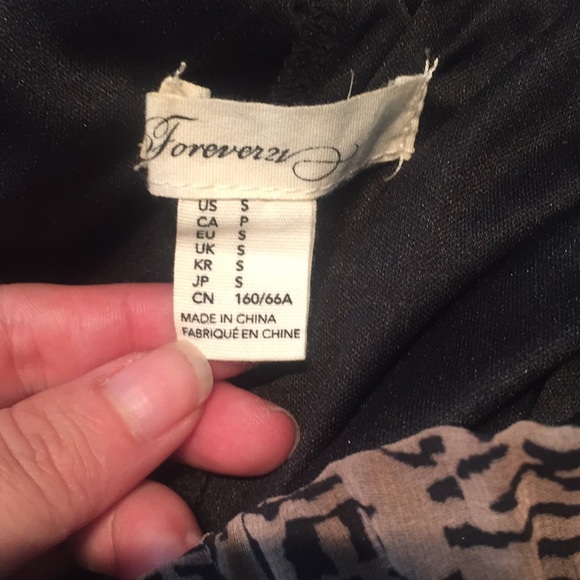 Forever21
US S
CA P
EU S
UK S
KR S
JP S
CN 160/66A
MADE IN CHINA
FABRIQUÉ EN CHINE